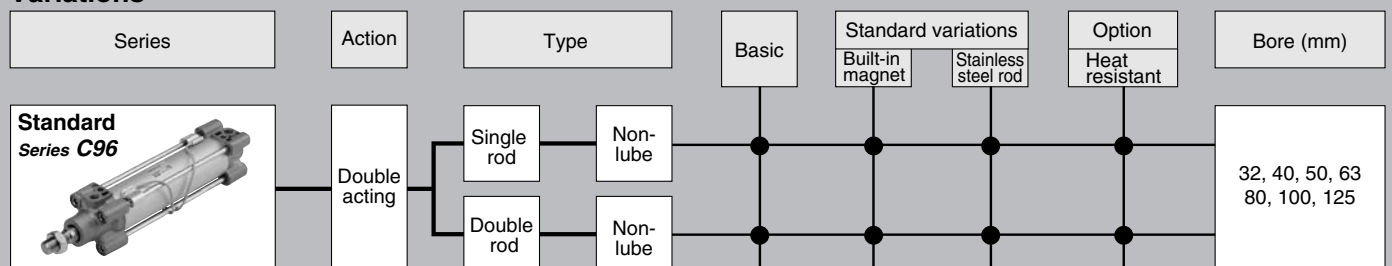 Variations
Series
Action
Type
Basic
Standard variations
Built-in
magnet
Stainless
steel rod
Option
Heat
resistant
Bore (mm)
Standard
Series C96
Double
acting
Single
rod
Non-
lube
Double
rod
Non-
lube
32, 40, 50, 63
80, 100, 125